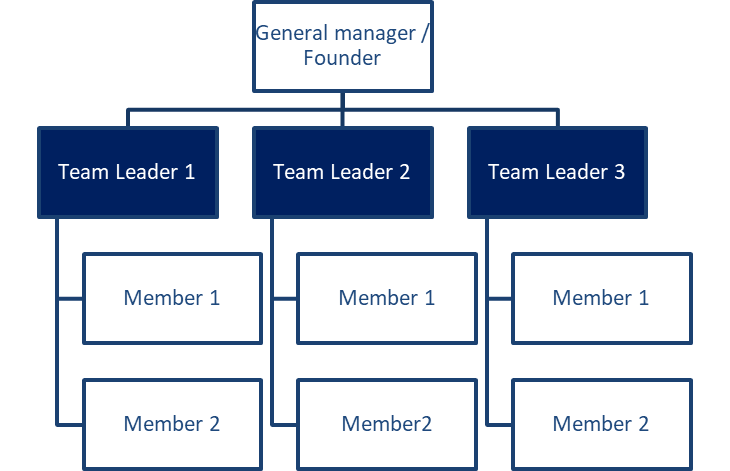 General manager /
Founder
Team Leader 1
Team Leader 2
Team Leader 3
Member 1
Member 1
Member 1
Member 2
Member2
Member 2